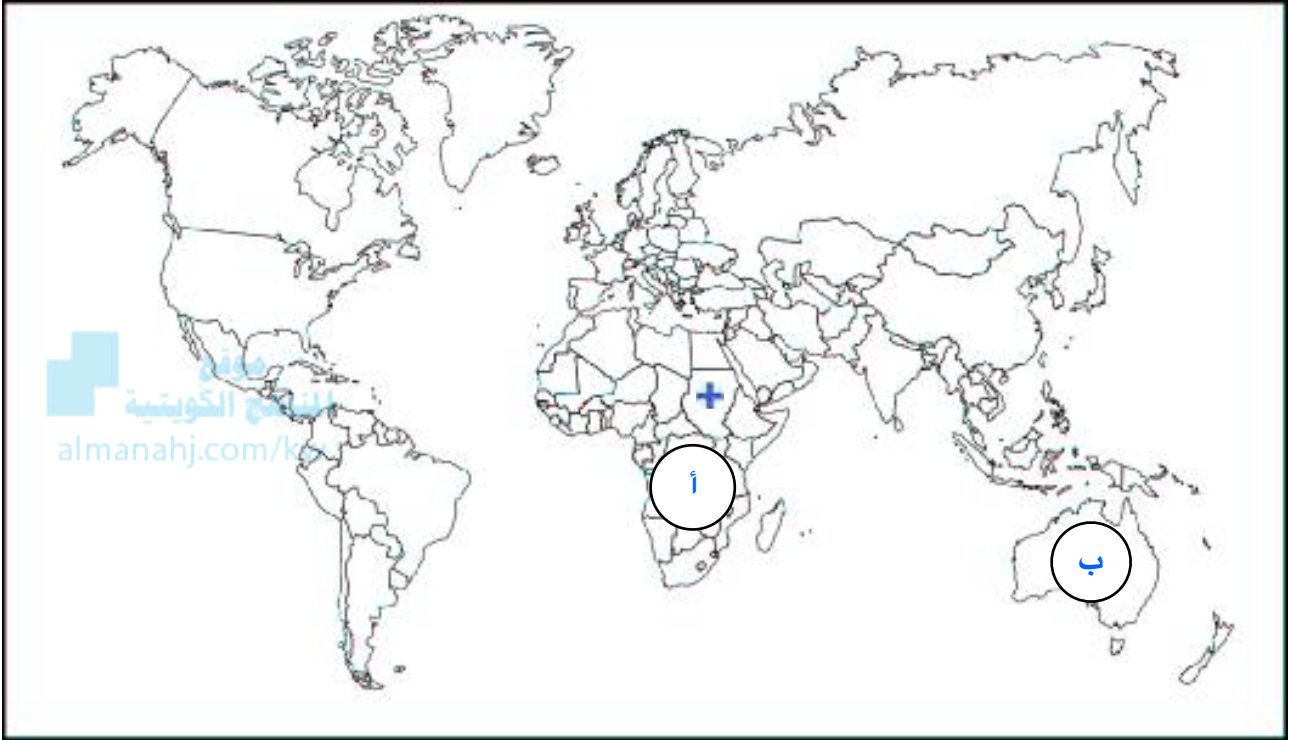 موقع
المناهج الكويتية
almanahj.com/kw
أ
ب